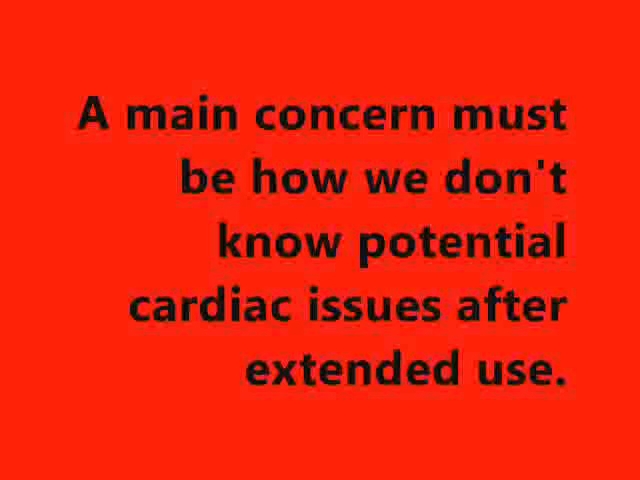 A main concern must
be how we don't
know potential
cardiac issues after
extended use.